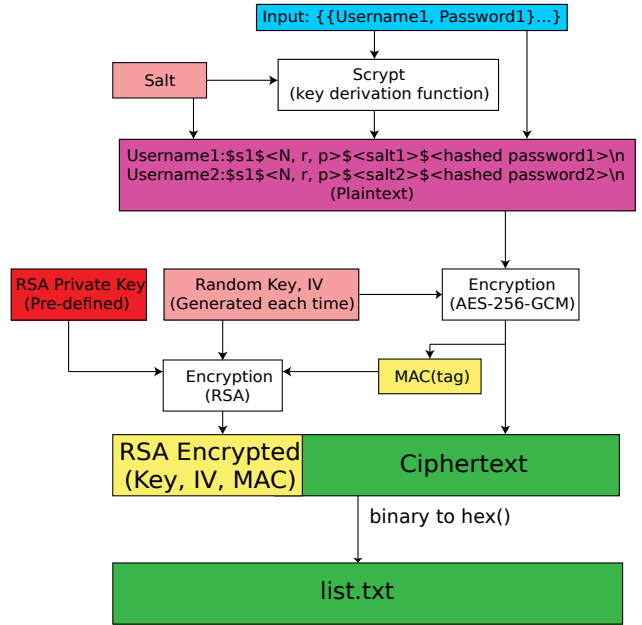 Input: {{Username1, Password1}...}
Salt
Scrypt
(key derivation function)
Username1:$s1$<N, r, p>$<salt1>$<hashed password1>\n
Username2:$s1$<N, r, p>$<salt2>$<hashed password2>\n
(Plaintext)
RSA Private Key
(Pre-defined)
Random Key, IV
(Generated each time)
Encryption
(AES-256-GCM)
Encryption
(RSA)
MAC(tag)
RSA Encrypted
(Key, IV, MAC)
Ciphertext
binary to hex()
list.txt